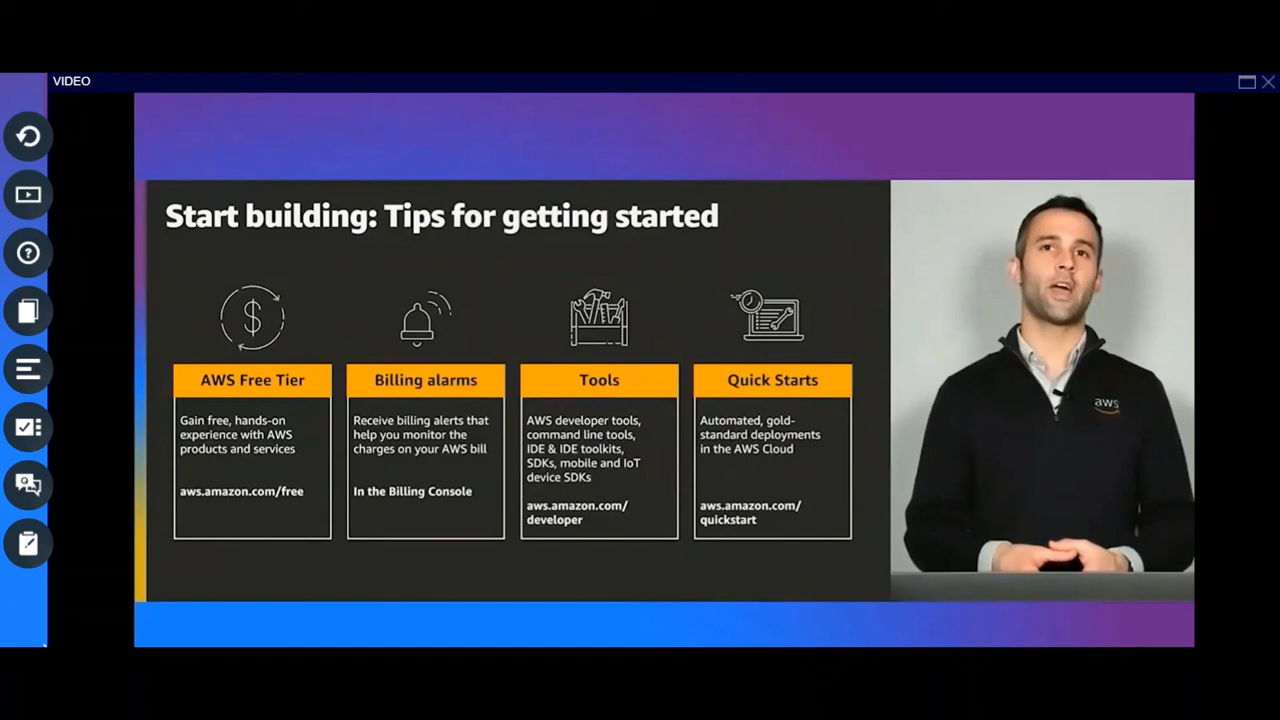 VIDEO
Start building: Tips for getting started
$
AWS Free Tier
Gain free, hands-on
experience with AWS
products and services
aws.amazon.com/free
Billing alarms
Receive billing alerts that
help you monitor the
charges on your AWS bill
In the Billing Console
Tools
AWS developer tools,
command line tools,
IDE & IDE toolkits,
SDKs, mobile and IoT
device SDKs
aws.amazon.com/
developer
Quick Starts
Automated, gold-
standard deployments
in the AWS Cloud
aws.amazon.com/
quickstart
aws